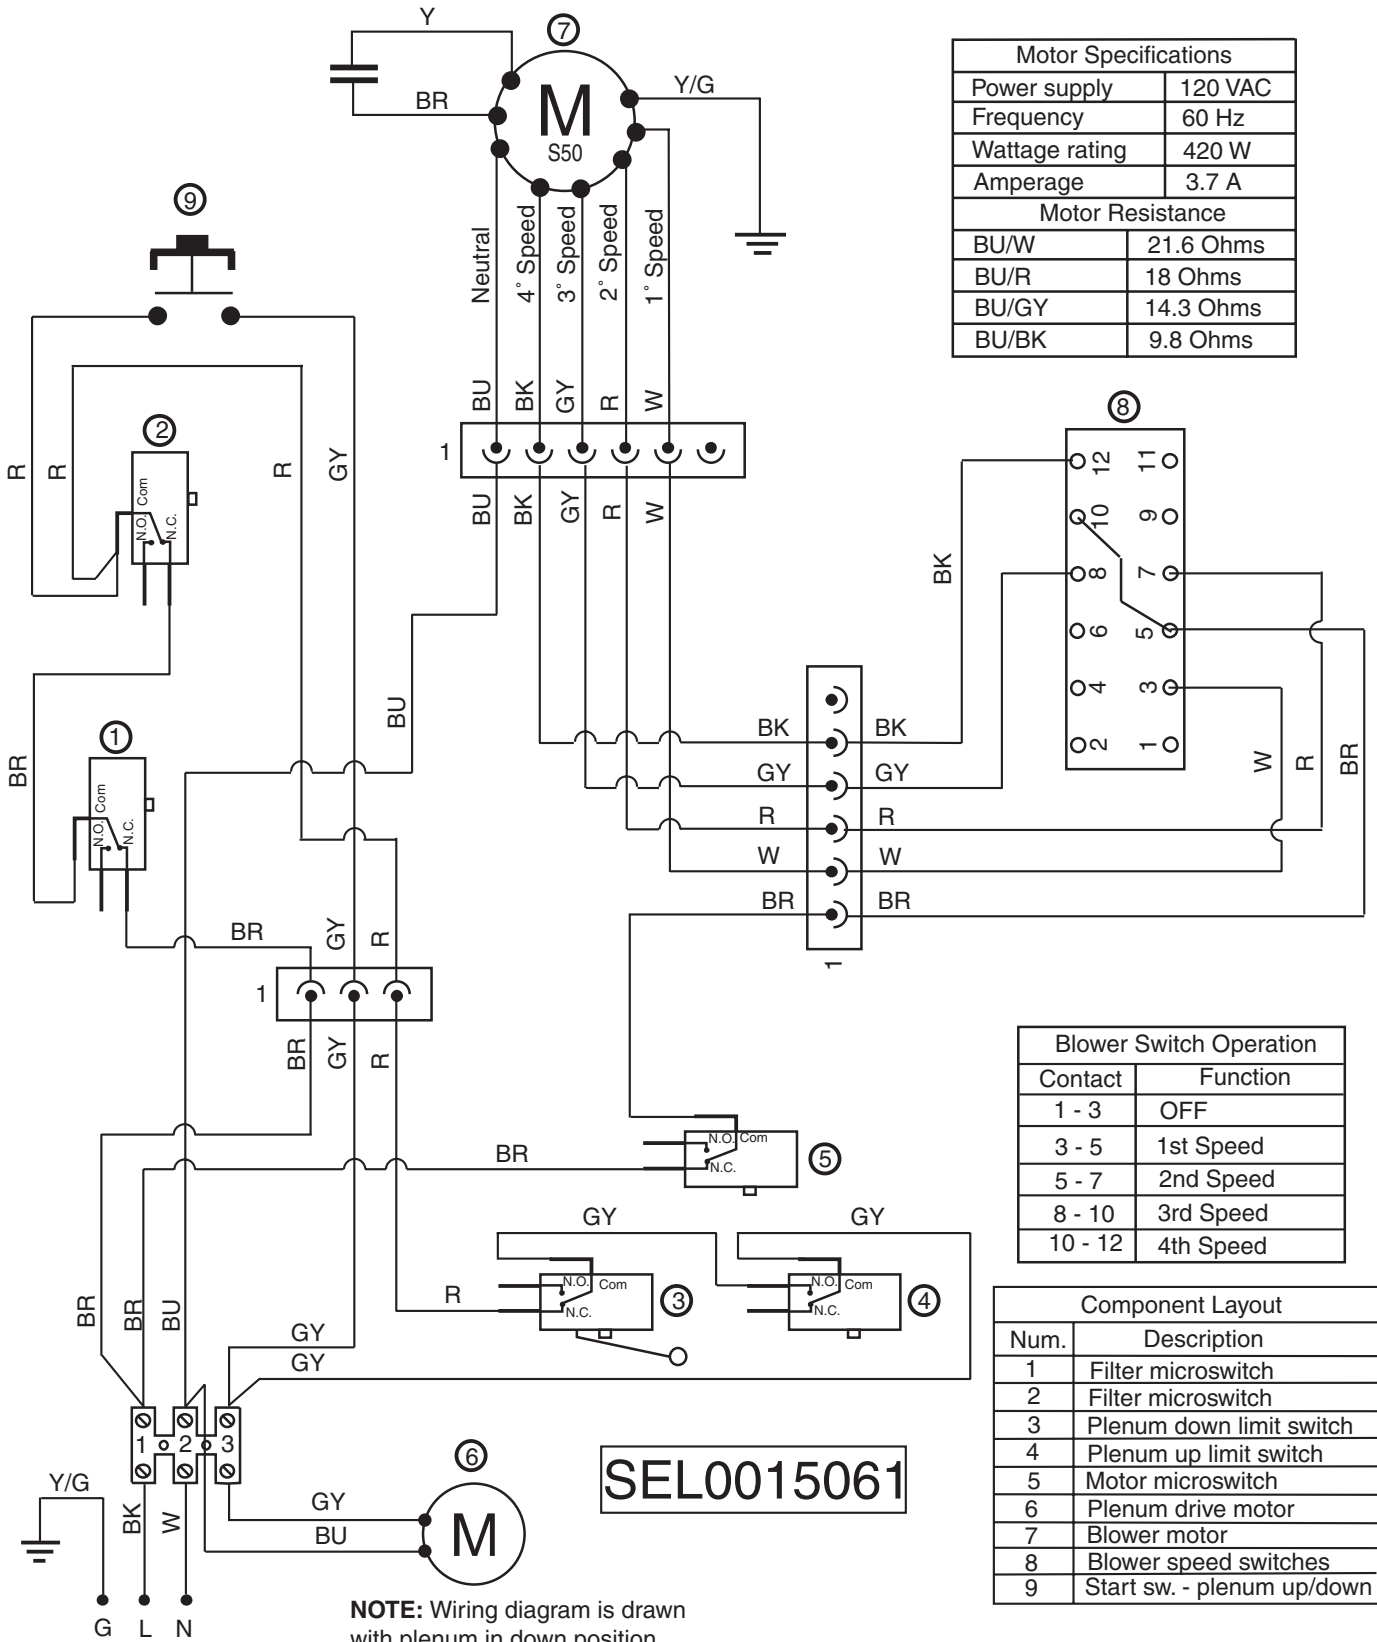 Y
7
BR
M
S50
Y/G
Motor Specifications
Power supply 120 VAC
Frequency 60 Hz
Wattage rating 420 W
Amperage 3.7 A
Motor Resistance
BU/W 21.6 Ohms
BU/R 18 Ohms
BU/GY 14.3 Ohms
BU/BK 9.8 Ohms
9
Neutral
4° Speed
3° Speed
2° Speed
1° Speed
BU BK GY R W
1
BU BK GY R W
R R R GY
2
N.O. Com N.C.
8
12 11
10 9
8 7
6 5
4 3
2 1
BK
W R BR
BU
BR
1
N.O. Com N.C.
BK BK
GY GY
R R
W W
BR BR
1
BR GY R
1
BR GY R
BR
N.O. Com
N.C.
5
Blower Switch Operation
Contact Function
1 - 3 OFF
3 - 5 1st Speed
5 - 7 2nd Speed
8 - 10 3rd Speed
10 - 12 4th Speed
GY GY
R
N.O. Com
N.C.
3
N.O. Com
N.C.
4
BR BR BU
GY
GY
1 2 3
Y/G
BK W
G L N
6
GY
BU
M
SEL0015061
Component Layout
Num. Description
1 Filter microswitch
2 Filter microswitch
3 Plenum down limit switch
4 Plenum up limit switch
5 Motor microswitch
6 Plenum drive motor
7 Blower motor
8 Blower speed switches
9 Start sw. - plenum up/down
NOTE: Wiring diagram is drawn
with plenum in down position